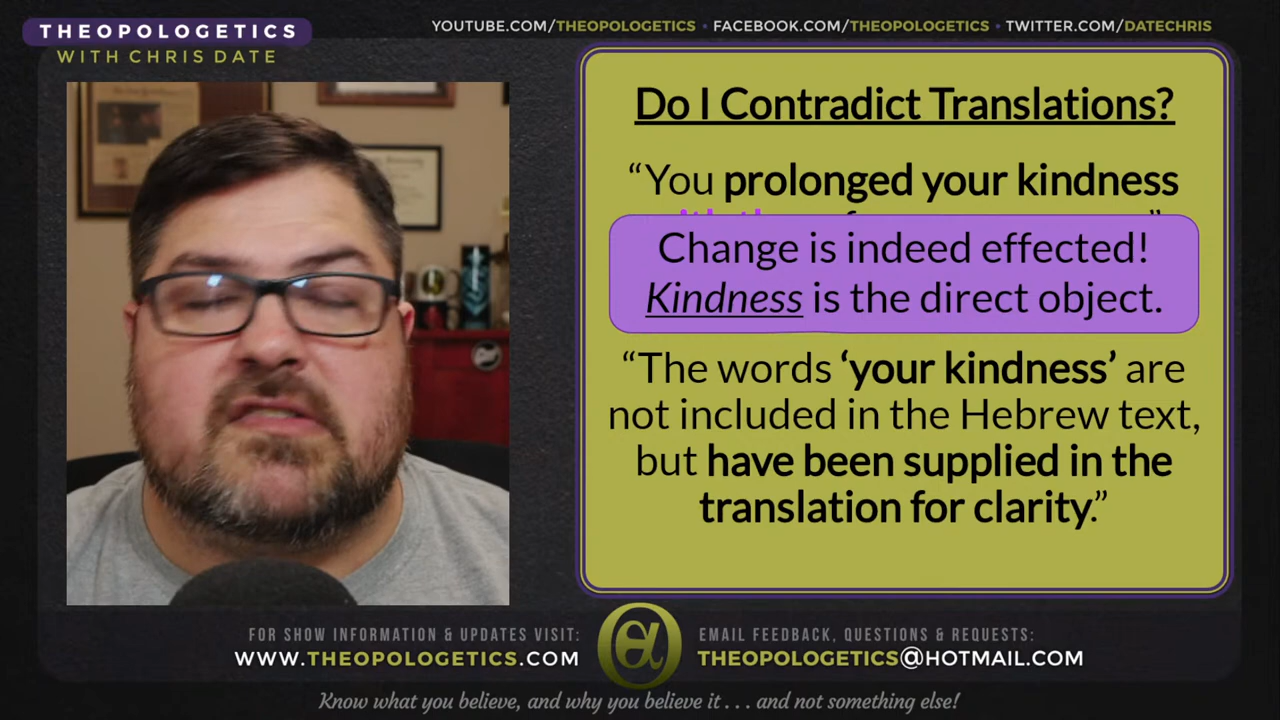 THEOPOLOGETICS
WITH CHRIS DATE
YOUTUBE.COM/THEOPOLOGETICS • FACEBOOK.COM/THEOPOLOGETICS • TWITTER.COM/DATECHRIS
Do I Contradict Translations?
“You prolonged your kindness
Change is indeed effected!
Kindness is the direct object.
“The words ‘your kindness’ are
not included in the Hebrew text,
but have been supplied in the
translation for clarity.”
FOR SHOW INFORMATION & UPDATES VISIT:
WWW.THEOPOLOGETICS.COM
EMAIL FEEDBACK, QUESTIONS & REQUESTS:
THEOPOLOGETICS@HOTMAIL.COM
Know what you believe, and why you believe it . . . and not something else!